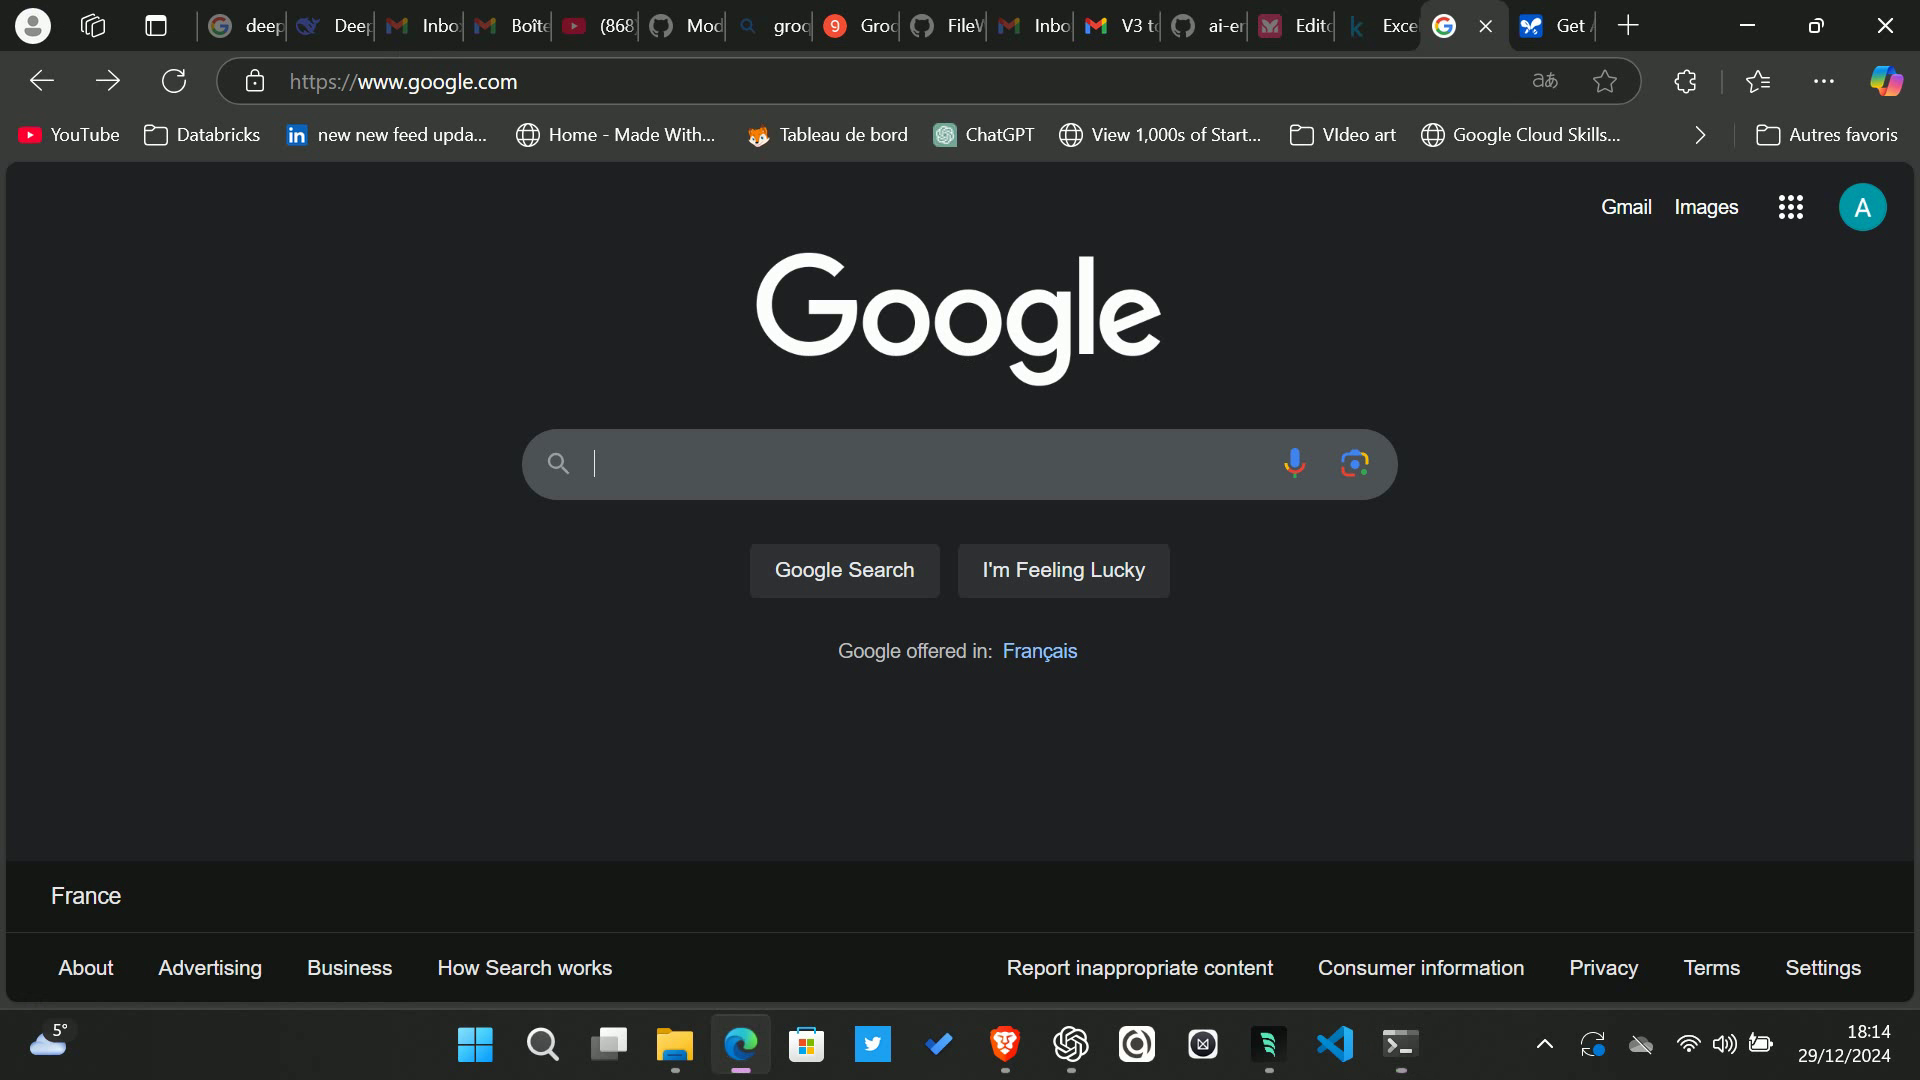 deep
Deep
Inbo
Boîte
(868
Mod
groq
9
Groq
FileV
Inbo
V3 to
ai-er
Edito
Exce
Get
https://www.google.com
aあ
YouTube
Databricks
in
new new feed upda...
Home - Made With...
Tableau de bord
ChatGPT
View 1,000s of Start...
VIdeo art
Google Cloud Skills...
Autres favoris
Gmail
Images
A
Google
Google Search
I'm Feeling Lucky
Google offered in: Français
France
About
Advertising
Business
How Search works
Report inappropriate content
Consumer information
Privacy
Terms
Settings
5°
18:14
29/12/2024